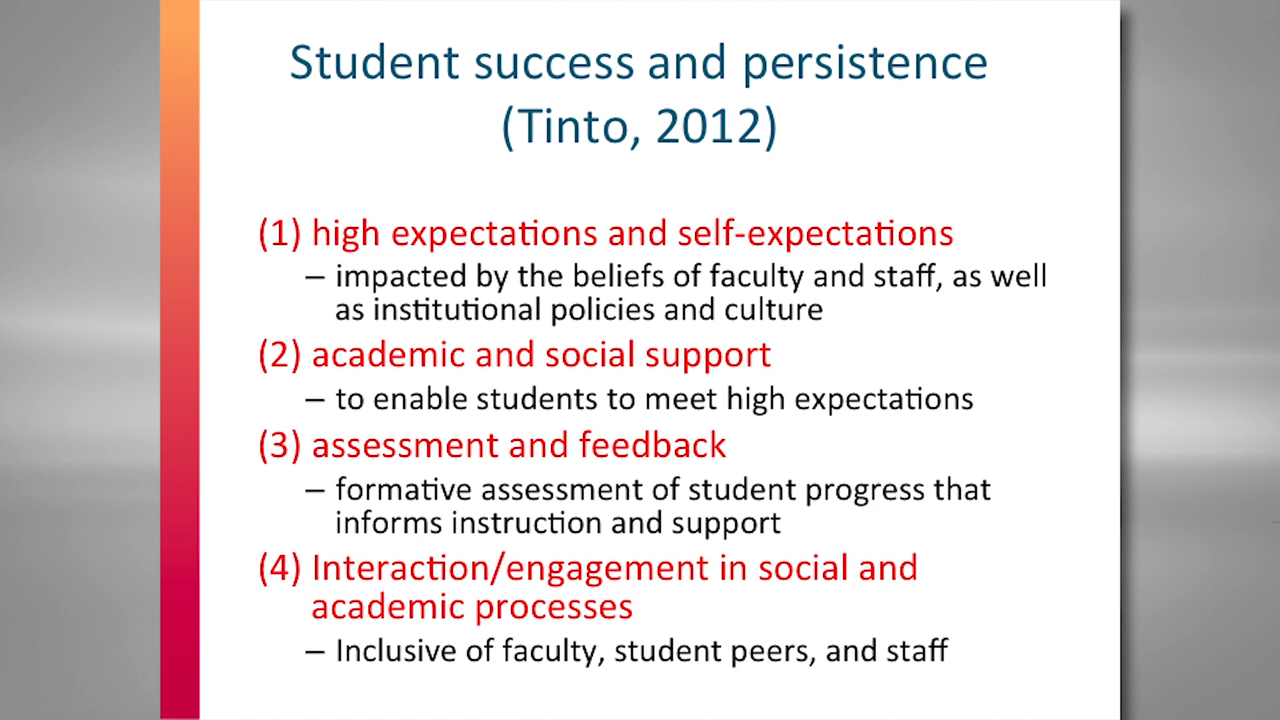 Student success and persistence
(Tinto, 2012)
(1) high expectations and self-expectations
– impacted by the beliefs of faculty and staff, as well
as institutional policies and culture
(2) academic and social support
– to enable students to meet high expectations
(3) assessment and feedback
– formative assessment of student progress that
informs instruction and support
(4) Interaction/engagement in social and
academic processes
– Inclusive of faculty, student peers, and staff